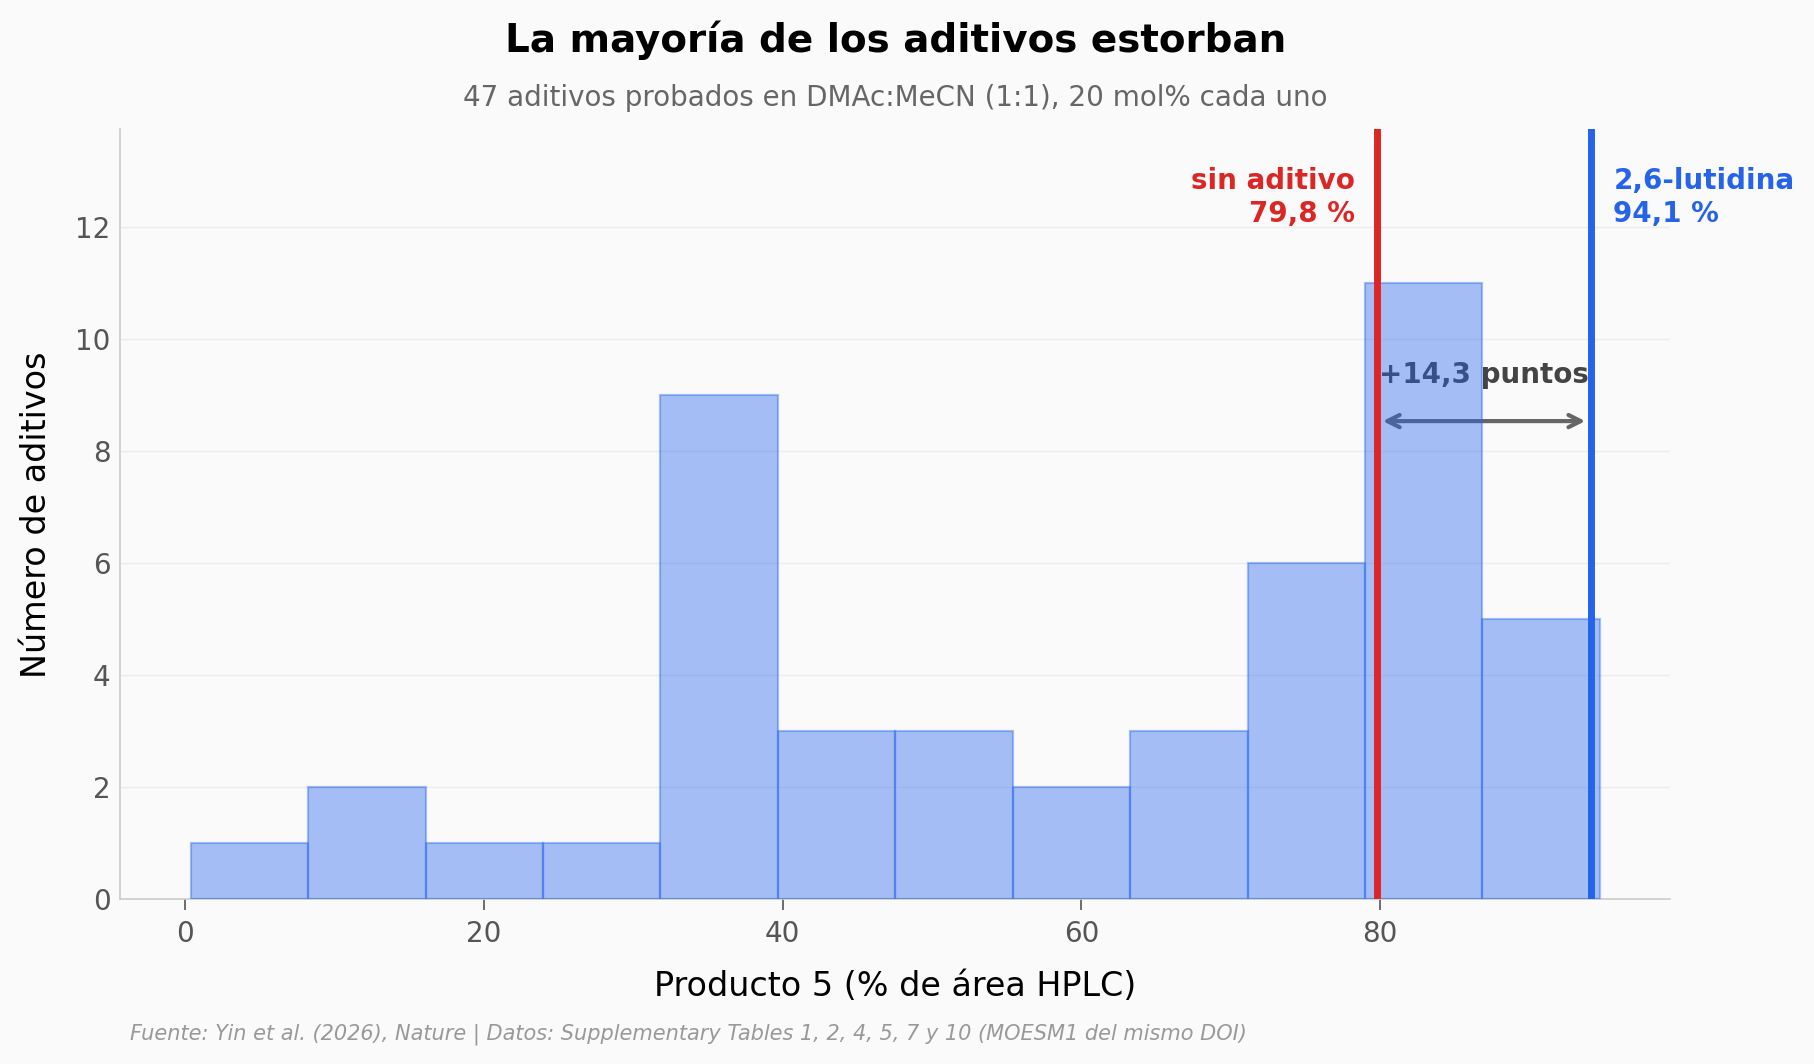 La mayoría de los aditivos estorban
47 aditivos probados en DMAc:MeCN (1:1), 20 mol% cada uno
sin aditivo
79,8 %
2,6-lutidina
94,1 %
+14,3 puntos
Número de aditivos
12
10
8
6
4
2
0
0
20
40
60
80
Producto 5 (% de área HPLC)
Fuente: Yin et al. (2026), Nature | Datos: Supplementary Tables 1, 2, 4, 5, 7 y 10 (MOESM1 del mismo DOI)